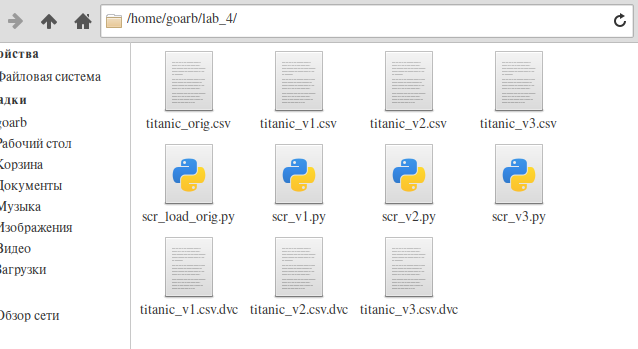 /home/goarb/lab_4/
ойства
Файловая система
адки
goarb
Рабочий стол
Корзина
Документы
Музыка
Изображения
Видео
Загрузки
Обзор сети
titanic_orig.csv titanic_v1.csv titanic_v2.csv titanic_v3.csv
scr_load_orig.py scr_v1.py scr_v2.py scr_v3.py
titanic_v1.csv.dvc titanic_v2.csv.dvc titanic_v3.csv.dvc